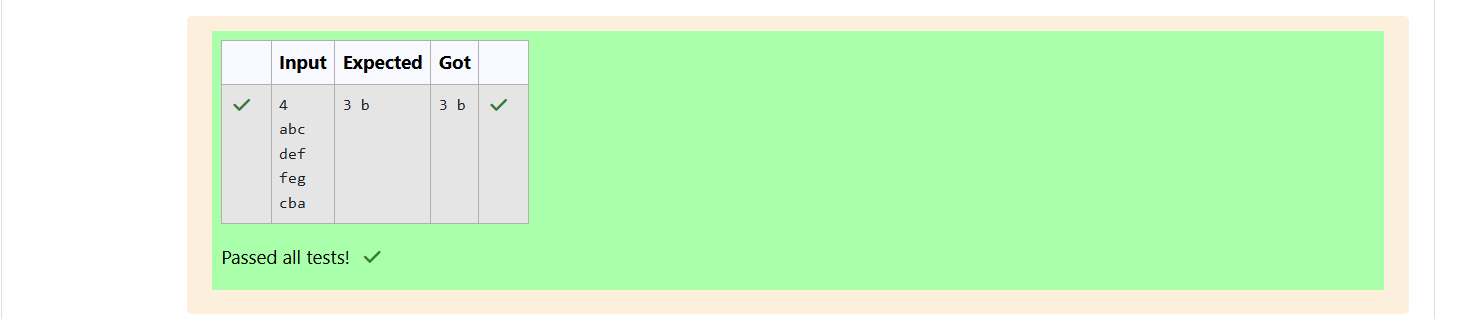 Input Expected Got
4 3 b 3 b
abc
def
feg
cba
Passed all tests!